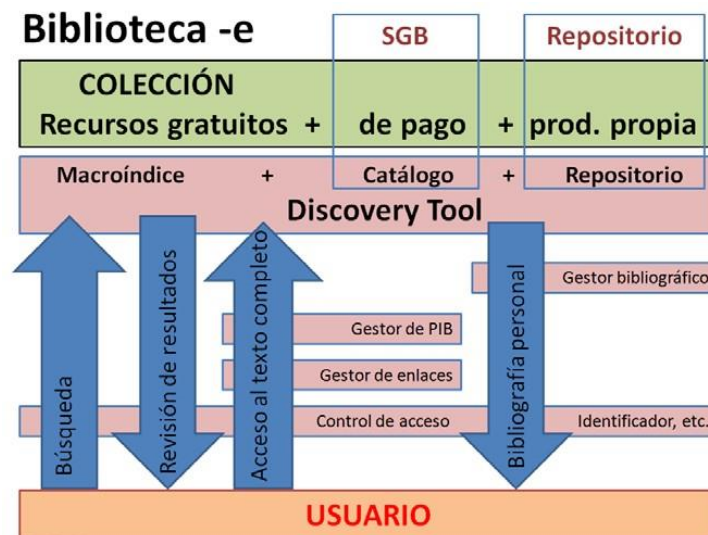 Biblioteca -e
SGB
Repositorio
COLECCIÓN
Recursos gratuitos + de pago + prod. propia
Macroíndice + Catálogo + Repositorio
Discovery Tool
Búsqueda
Revisión de resultados
Acceso al texto completo
Bibliografía personal
Gestor bibliográfico
Gestor de PIB
Gestor de enlaces
Control de acceso
Identificador, etc.
USUARIO